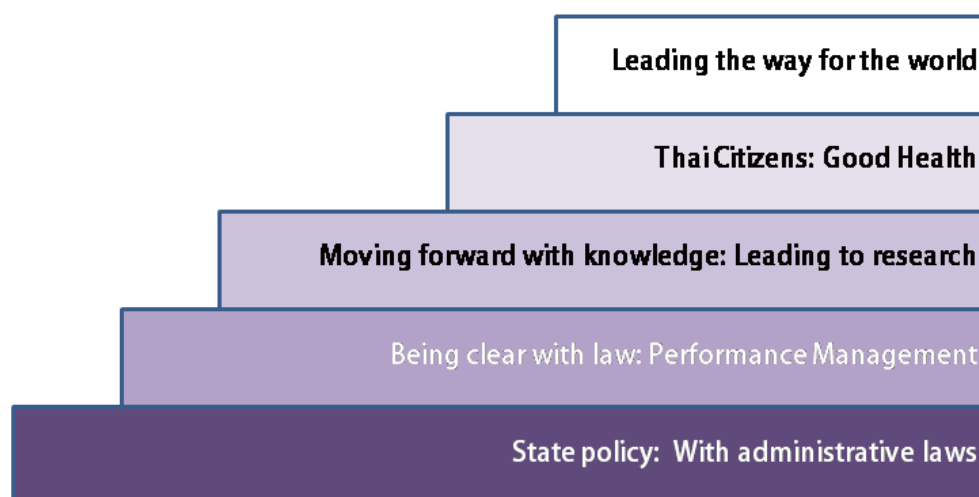 Leading the way for the world
Thai Citizens: Good Health
Moving forward with knowledge: Leading to research
Being clear with law: Performance Management
State policy:  With administrative laws